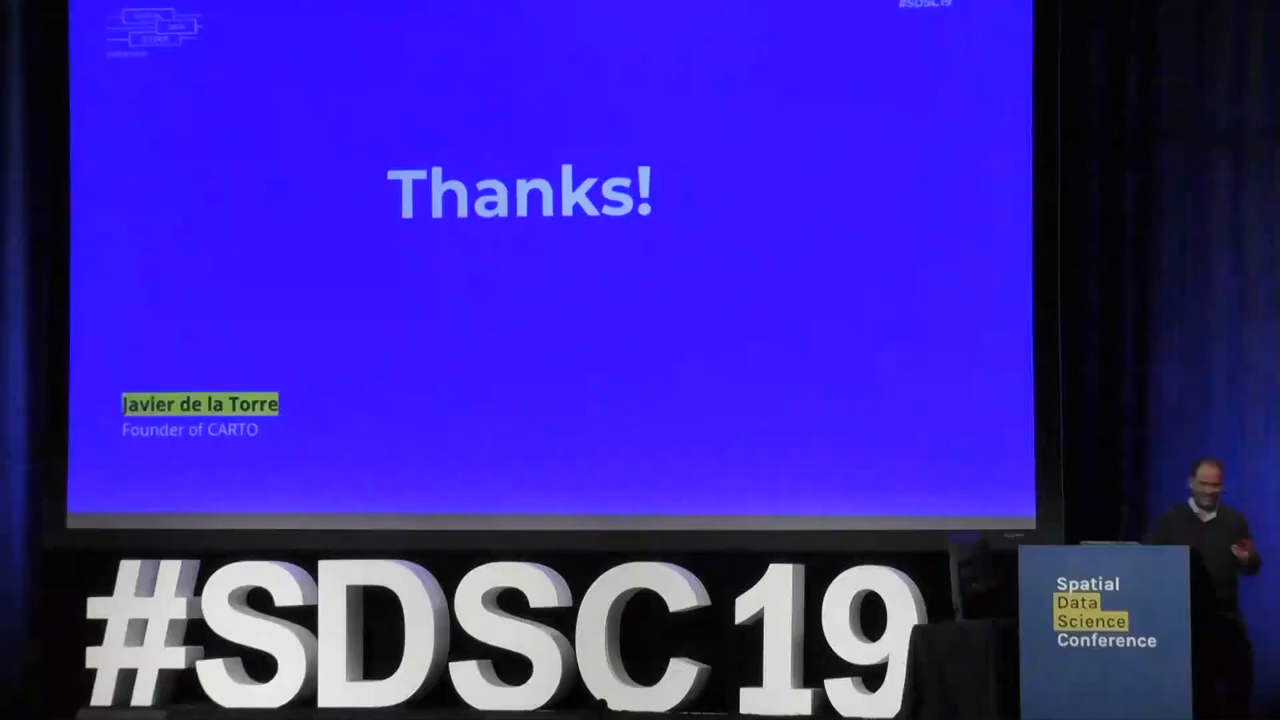 #SDSC19
Thanks!
Javier de la Torre
Founder of CARTO
#SDSC19
Spatial
Data
Science
Conference